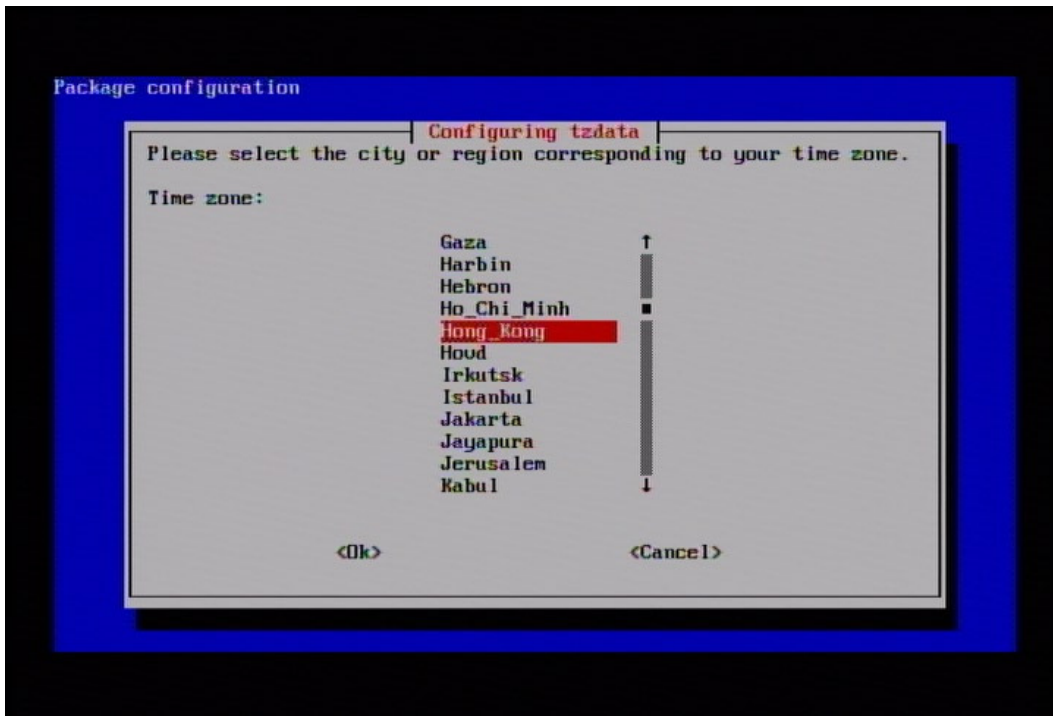 Package configuration
Configuring tzdata
Please select the city or region corresponding to your time zone.
Time zone:
Gaza
Harbin
Hebron
Ho_Chi_Minh
Hong_Kong
Hovd
Irkutsk
Istanbul
Jakarta
Jayapura
Jerusalem
Kabul
<Ok> <Cancel>